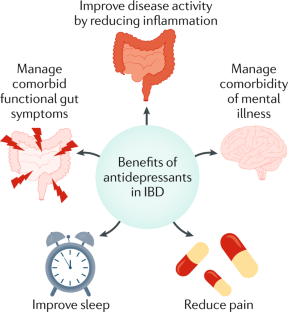 Improve disease activity
by reducing inflammation
Manage
comorbid
functional gut
symptoms
Manage
comorbidity
of mental
illness
Benefits of
antidepressants
in IBD
Improve sleep
Reduce pain